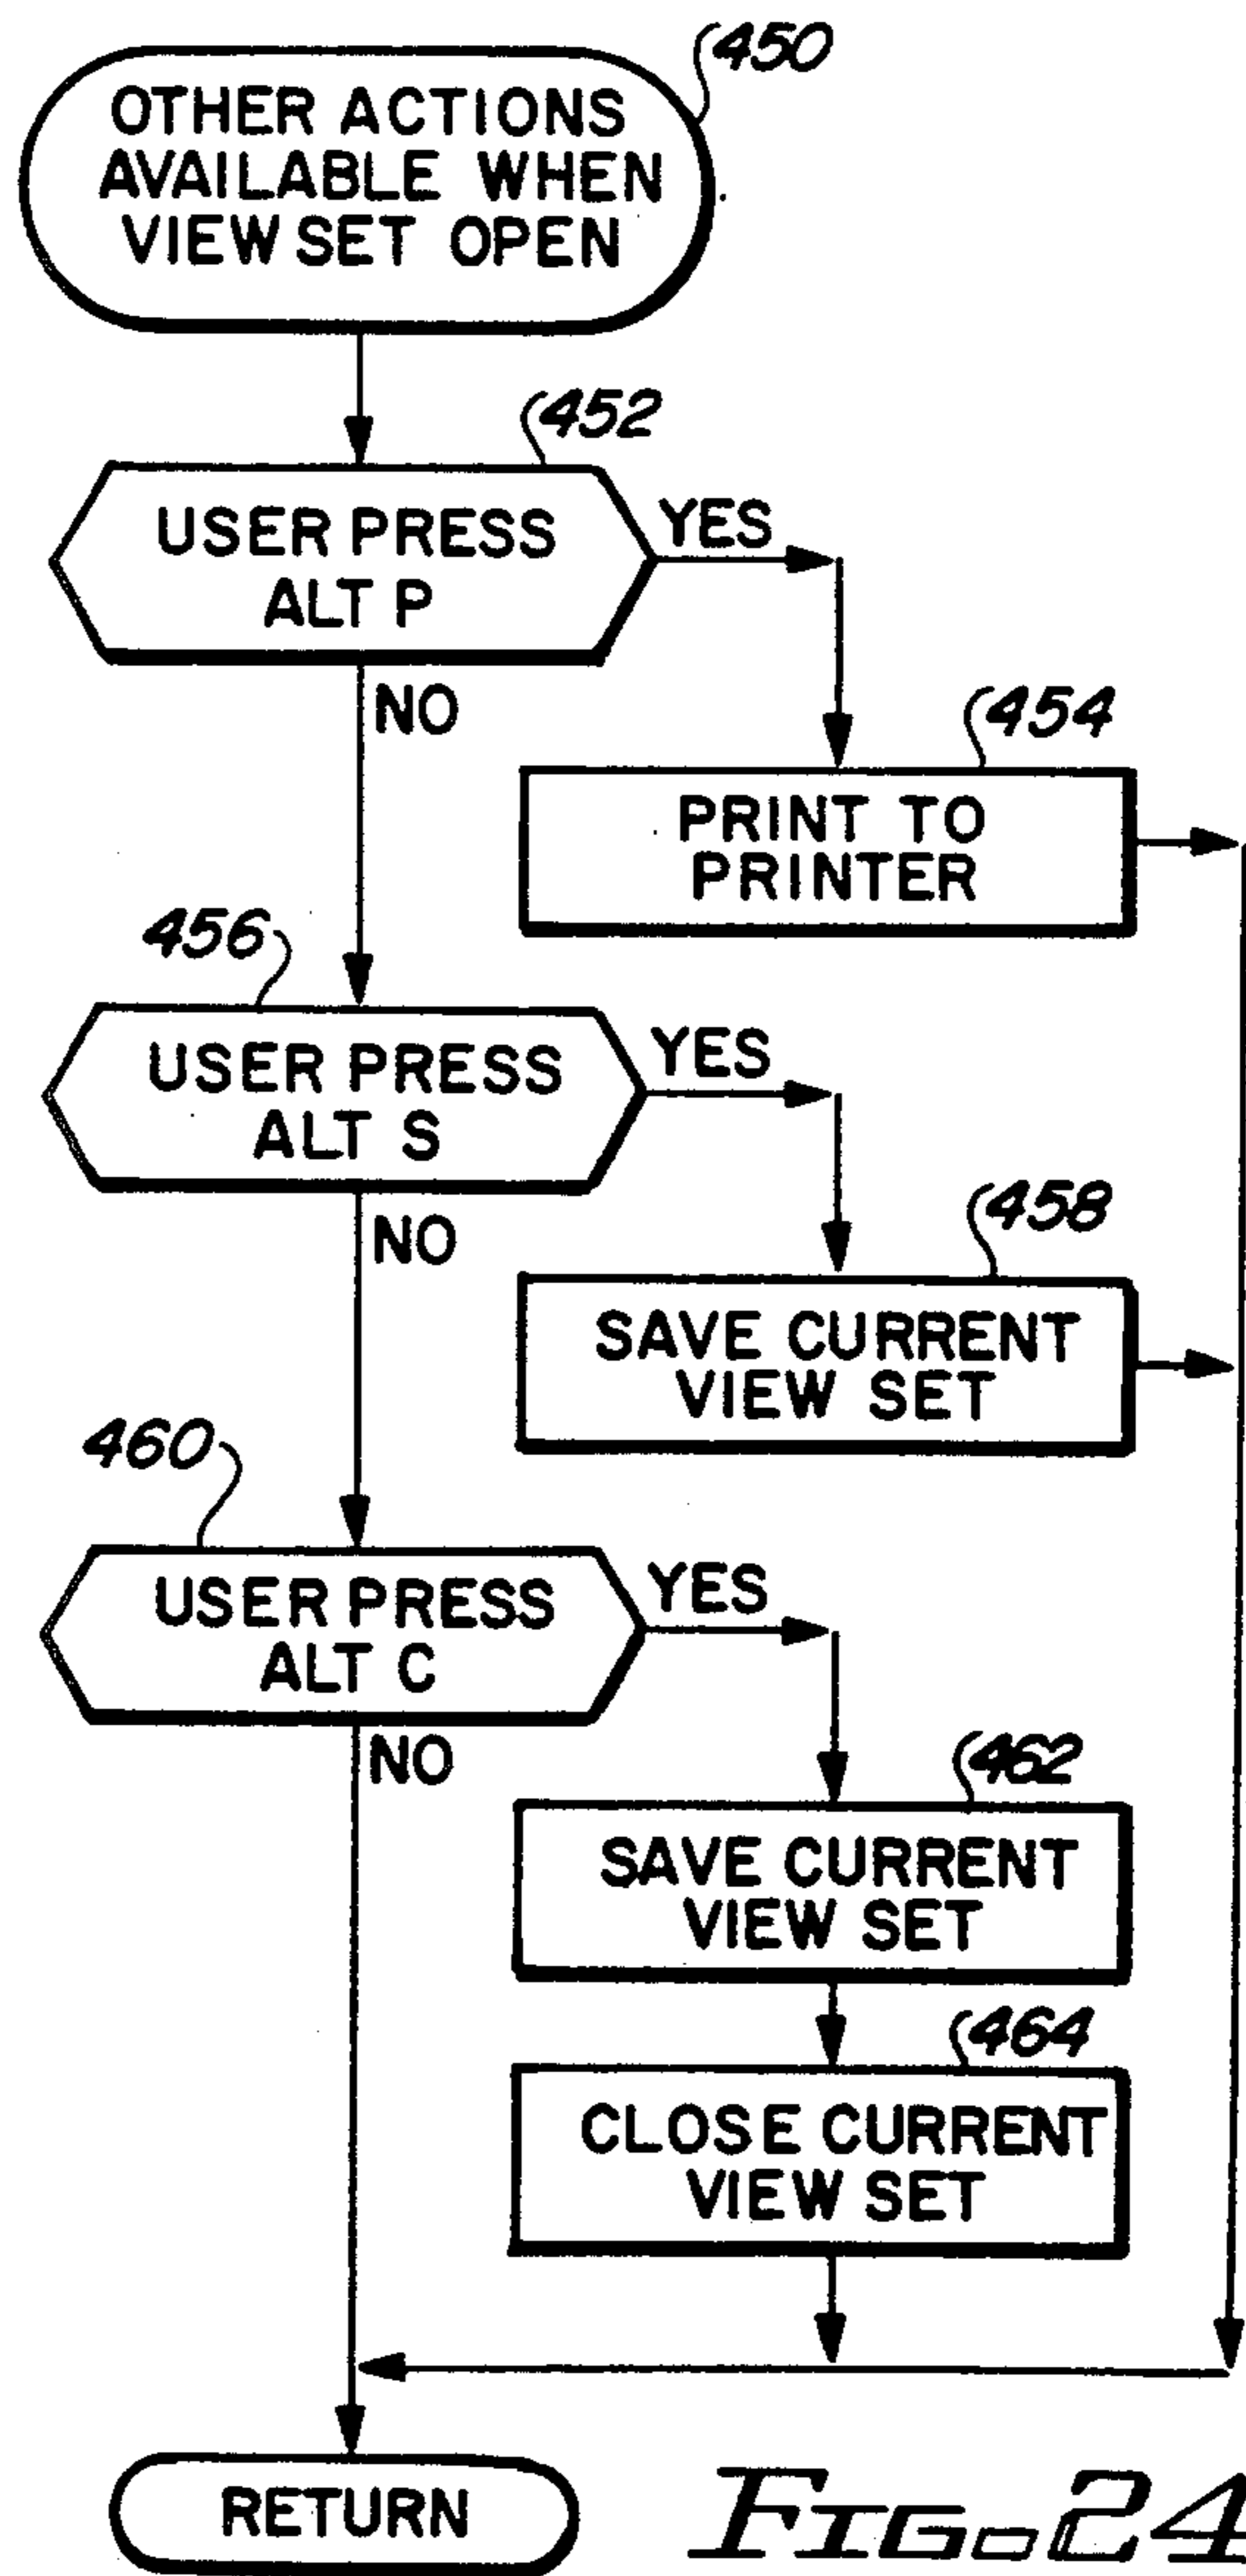 450
OTHER ACTIONS
AVAILABLE WHEN
VIEW SET OPEN
452
USER PRESS
ALT P
YES
NO
454
PRINT TO
PRINTER
456
USER PRESS
ALT S
YES
NO
458
SAVE CURRENT
VIEW SET
460
USER PRESS
ALT C
YES
NO
462
SAVE CURRENT
VIEW SET
464
CLOSE CURRENT
VIEW SET
RETURN
FIG. 24